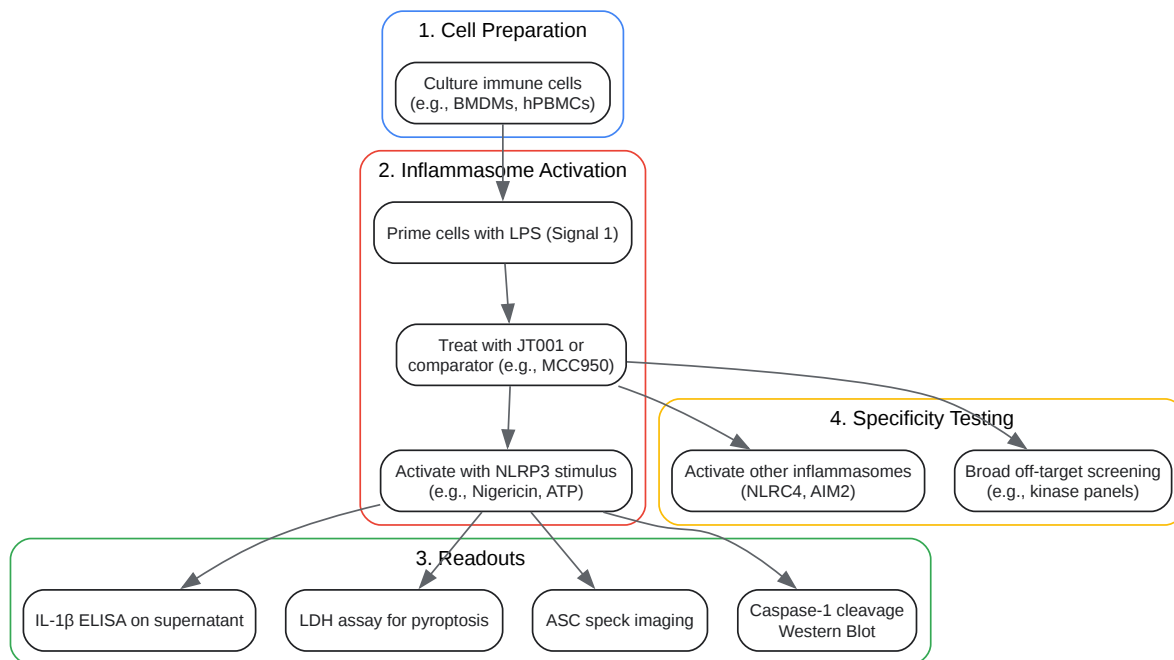 1. Cell Preparation
Culture immune cells
(e.g., BMDMs, hPBMCs)
2. Inflammasome Activation
Prime cells with LPS (Signal 1)
Treat with JT001 or
comparator (e.g., MCC950)
Activate with NLRP3 stimulus
(e.g., Nigericin, ATP)
4. Specificity Testing
Activate other inflammasomes
(NLRC4, AIM2)
Broad off-target screening
(e.g., kinase panels)
3. Readouts
IL-1β ELISA on supernatant
LDH assay for pyroptosis
ASC speck imaging
Caspase-1 cleavage
Western Blot